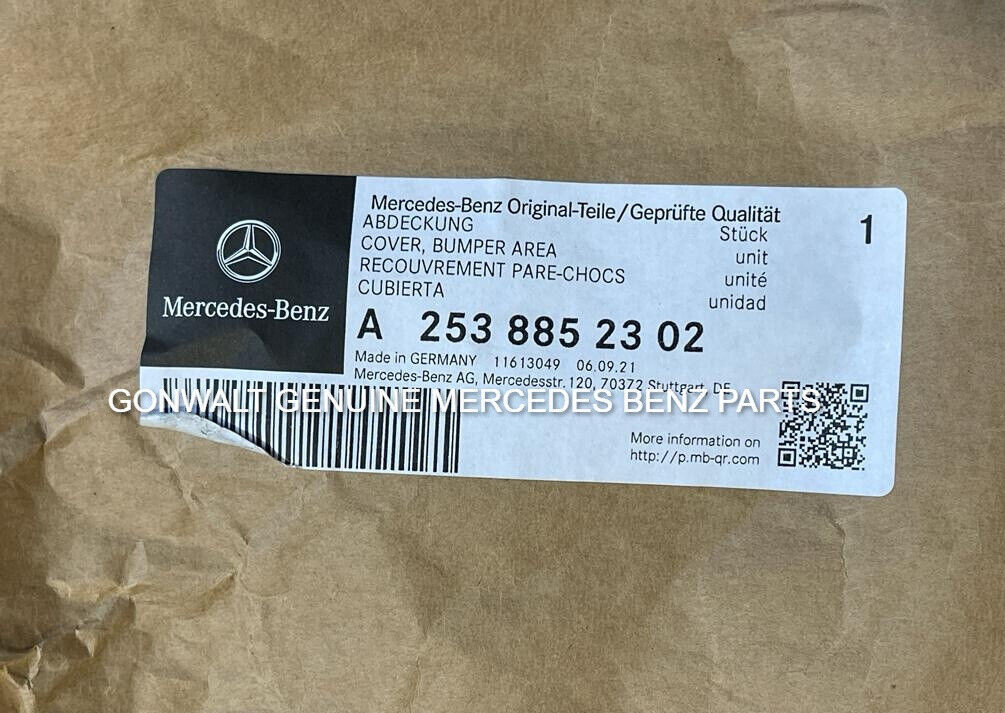 Mercedes-Benz
Mercedes-Benz Original-Teile/Geprüfte Qualität
ABDECKUNG Stück 1
COVER, BUMPER AREA unit
RECOUVREMENT PARE-CHOCS unité
CUBIERTA unidad
A 253 885 23 02
Made in GERMANY 11613049 06.09.21
Mercedes-Benz AG, Mercedesstr. 120, 70372 Stuttgart, DE
GONWALT GENUINE MERCEDES BENZ PARTS
More information on
http://p.mb-qr.com